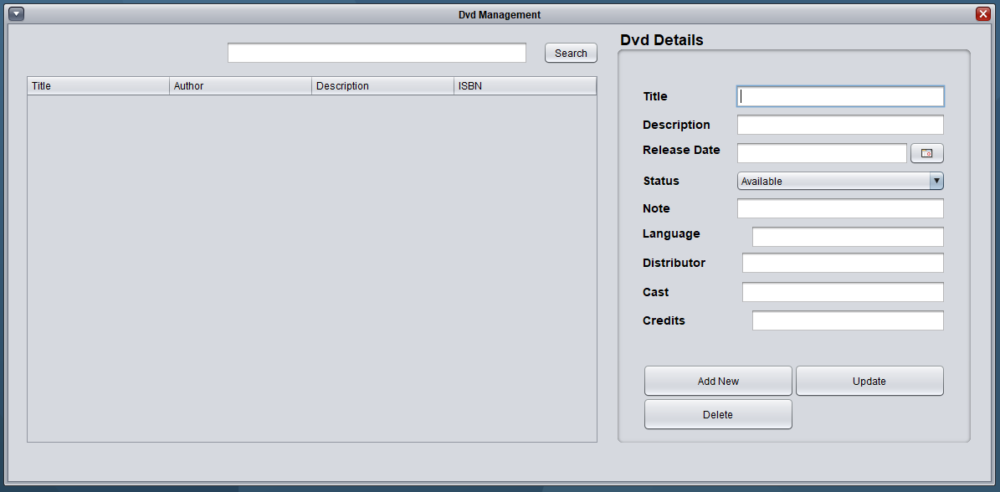 Dvd Management
Search
Title Author Description ISBN
Dvd Details
Title
Description
Release Date
Status Available
Note
Language
Distributor
Cast
Credits
Add New Update
Delete